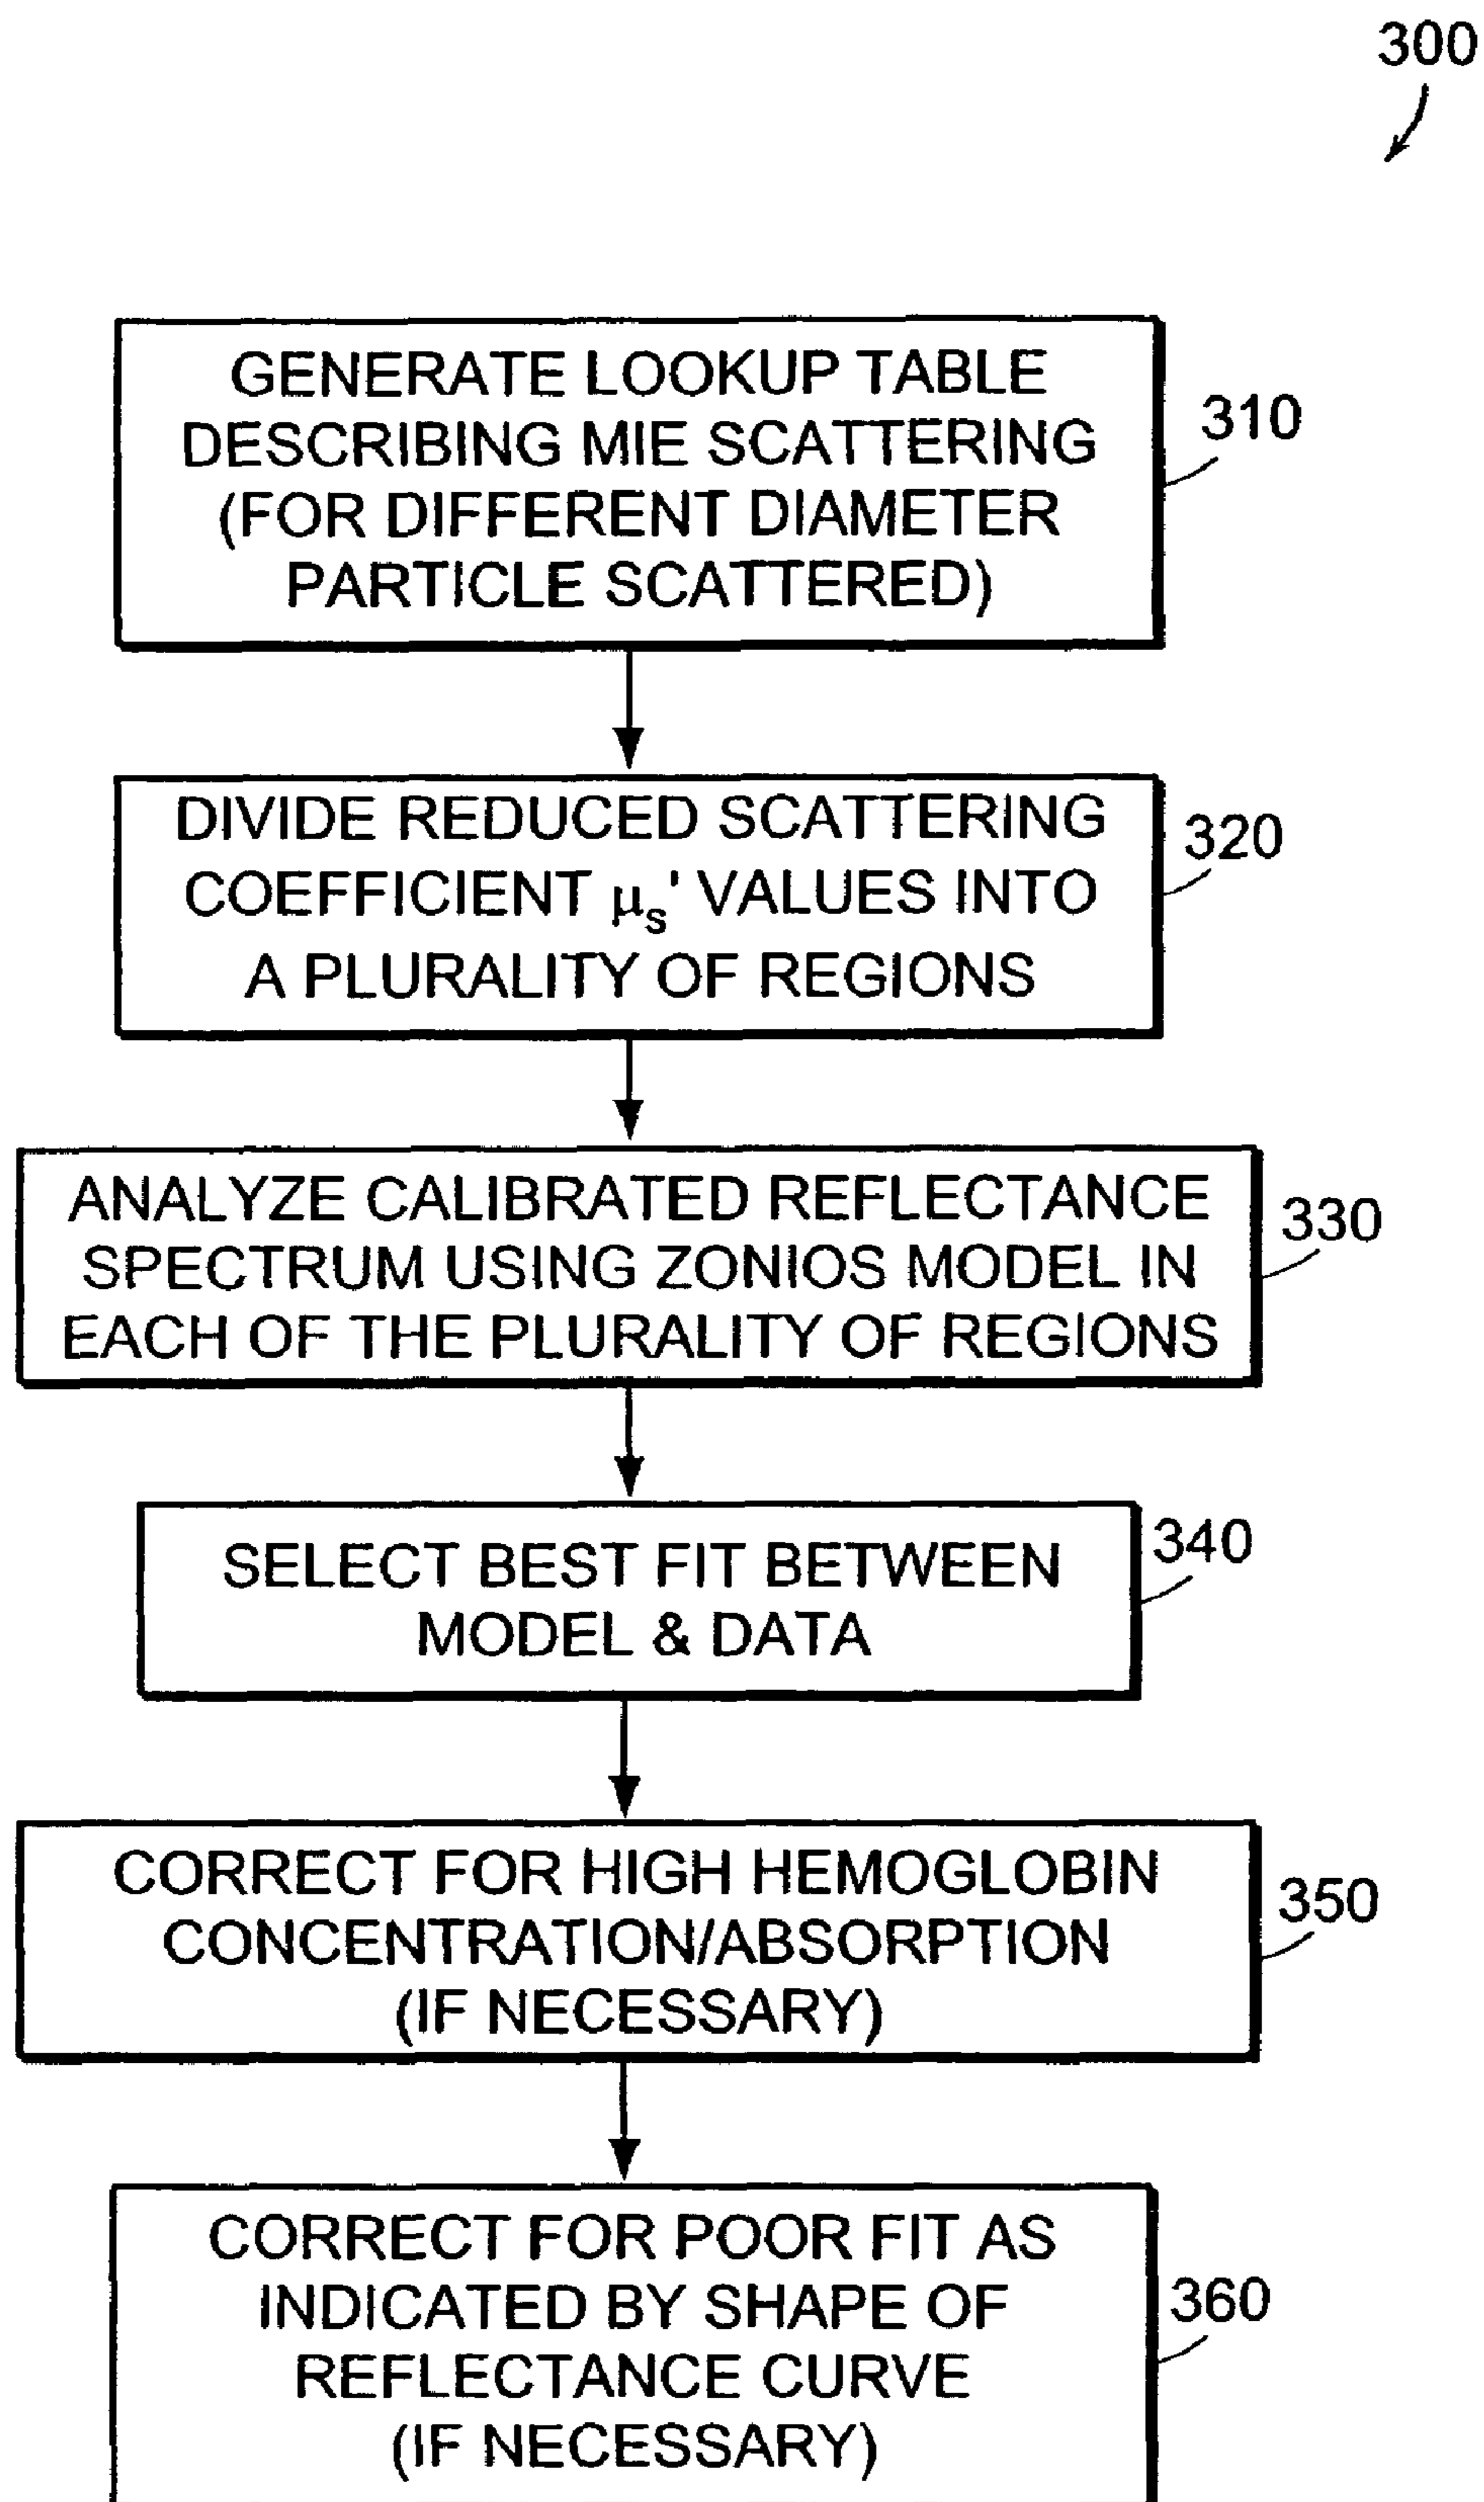 300
GENERATE LOOKUP TABLE
DESCRIBING MIE SCATTERING
(FOR DIFFERENT DIAMETER
PARTICLE SCATTERED)
310
DIVIDE REDUCED SCATTERING
COEFFICIENT μs' VALUES INTO
A PLURALITY OF REGIONS
320
ANALYZE CALIBRATED REFLECTANCE
SPECTRUM USING ZONIOS MODEL IN
EACH OF THE PLURALITY OF REGIONS
330
SELECT BEST FIT BETWEEN
MODEL & DATA
340
CORRECT FOR HIGH HEMOGLOBIN
CONCENTRATION/ABSORPTION
(IF NECESSARY)
350
CORRECT FOR POOR FIT AS
INDICATED BY SHAPE OF
REFLECTANCE CURVE
(IF NECESSARY)
360